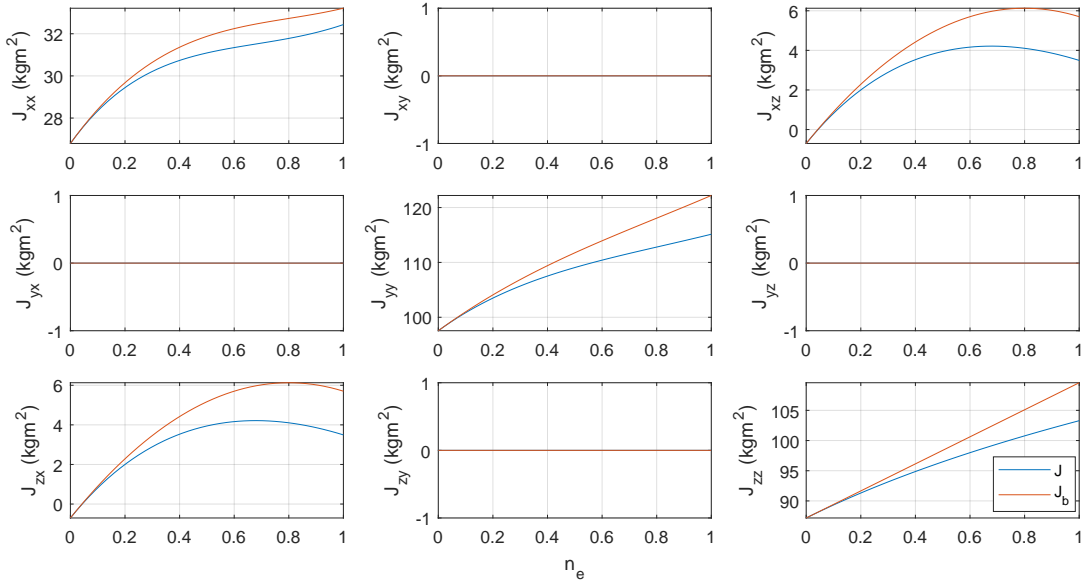 32
30
28
J_xx (kgm^2)
0 0.2 0.4 0.6 0.8 1
1
0
-1
J_xy (kgm^2)
0 0.2 0.4 0.6 0.8 1
6
4
2
0
J_xz (kgm^2)
0 0.2 0.4 0.6 0.8 1
1
0
-1
J_yx (kgm^2)
0 0.2 0.4 0.6 0.8 1
120
110
100
J_yy (kgm^2)
0 0.2 0.4 0.6 0.8 1
1
0
-1
J_yz (kgm^2)
0 0.2 0.4 0.6 0.8 1
6
4
2
0
J_zx (kgm^2)
0 0.2 0.4 0.6 0.8 1
1
0
-1
J_zy (kgm^2)
0 0.2 0.4 0.6 0.8 1
n_e
105
100
95
90
J_zz (kgm^2)
0 0.2 0.4 0.6 0.8 1
J
J_b